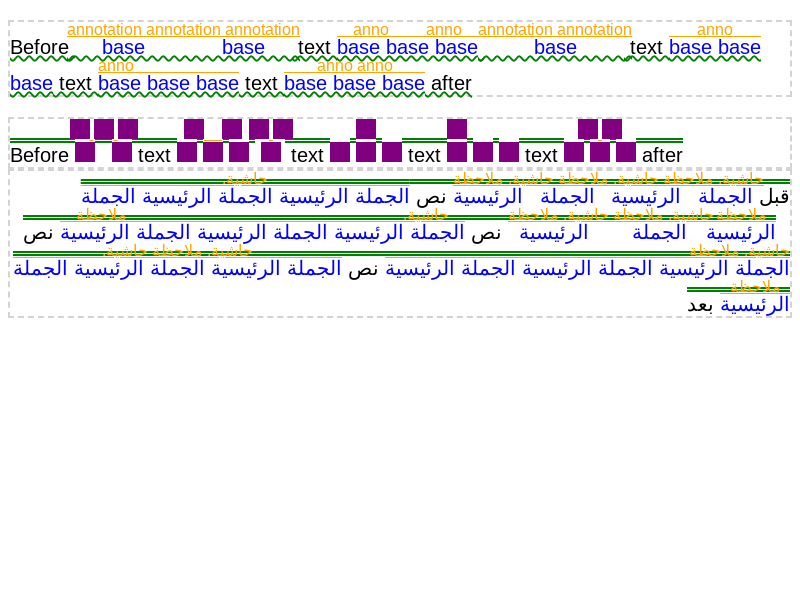 annotation annotation annotation anno anno annotation annotation anno
Before base base text base base base base text base base
anno anno anno
base text base base base text base base base after
Before text text text text after
حاشية, ملاحظة حاشية, ملاحظة حاشية, ملاحظة حاشية,
قبل الجملة الرئيسية الجملة الرئيسية نص الجملة الرئيسية الجملة الرئيسية الجملة
ملاحظة حاشية, ملاحظة حاشية, ملاحظة حاشية, ملاحظة
الرئيسية الجملة الرئيسية نص الجملة الرئيسية الجملة الرئيسية الجملة الرئيسية نص
حاشية, ملاحظة حاشية, ملاحظة حاشية,
الجملة الرئيسية الجملة الرئيسية الجملة الرئيسية نص الجملة الرئيسية الجملة الرئيسية الجملة
ملاحظة
الرئيسية بعد